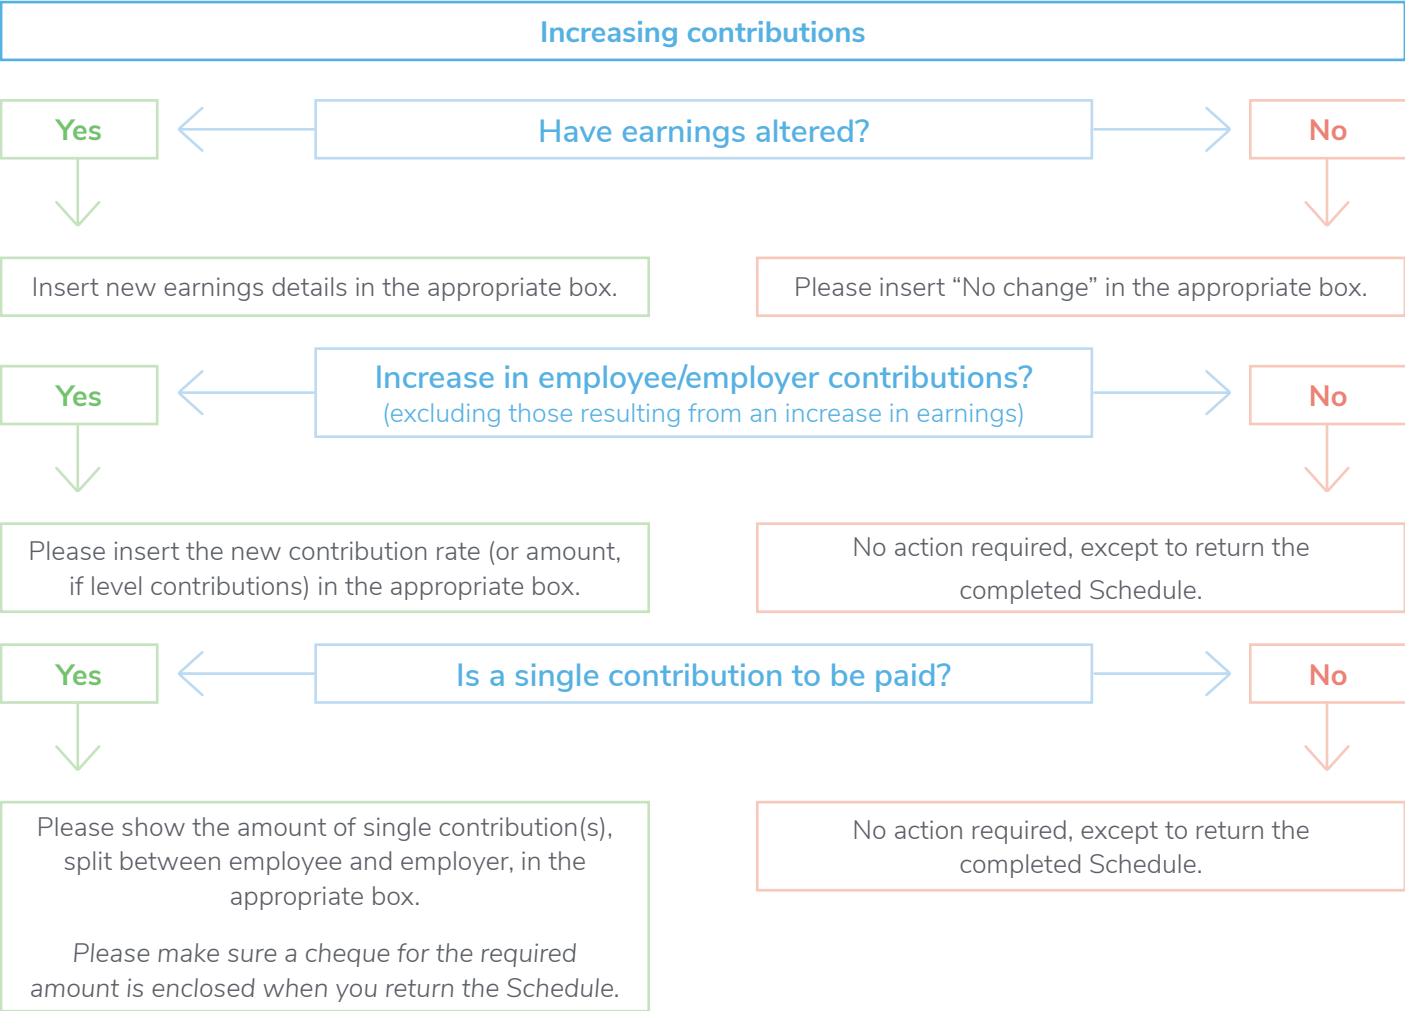 Increasing contributions
Yes
Have earnings altered?
No
Insert new earnings details in the appropriate box.
Please insert “No change” in the appropriate box.
Yes
Increase in employee/employer contributions?
(excluding those resulting from an increase in earnings)
No
Please insert the new contribution rate (or amount,
if level contributions) in the appropriate box.
No action required, except to return the
completed Schedule.
Yes
Is a single contribution to be paid?
No
Please show the amount of single contribution(s),
split between employee and employer, in the
appropriate box.
Please make sure a cheque for the required
amount is enclosed when you return the Schedule.
No action required, except to return the
completed Schedule.